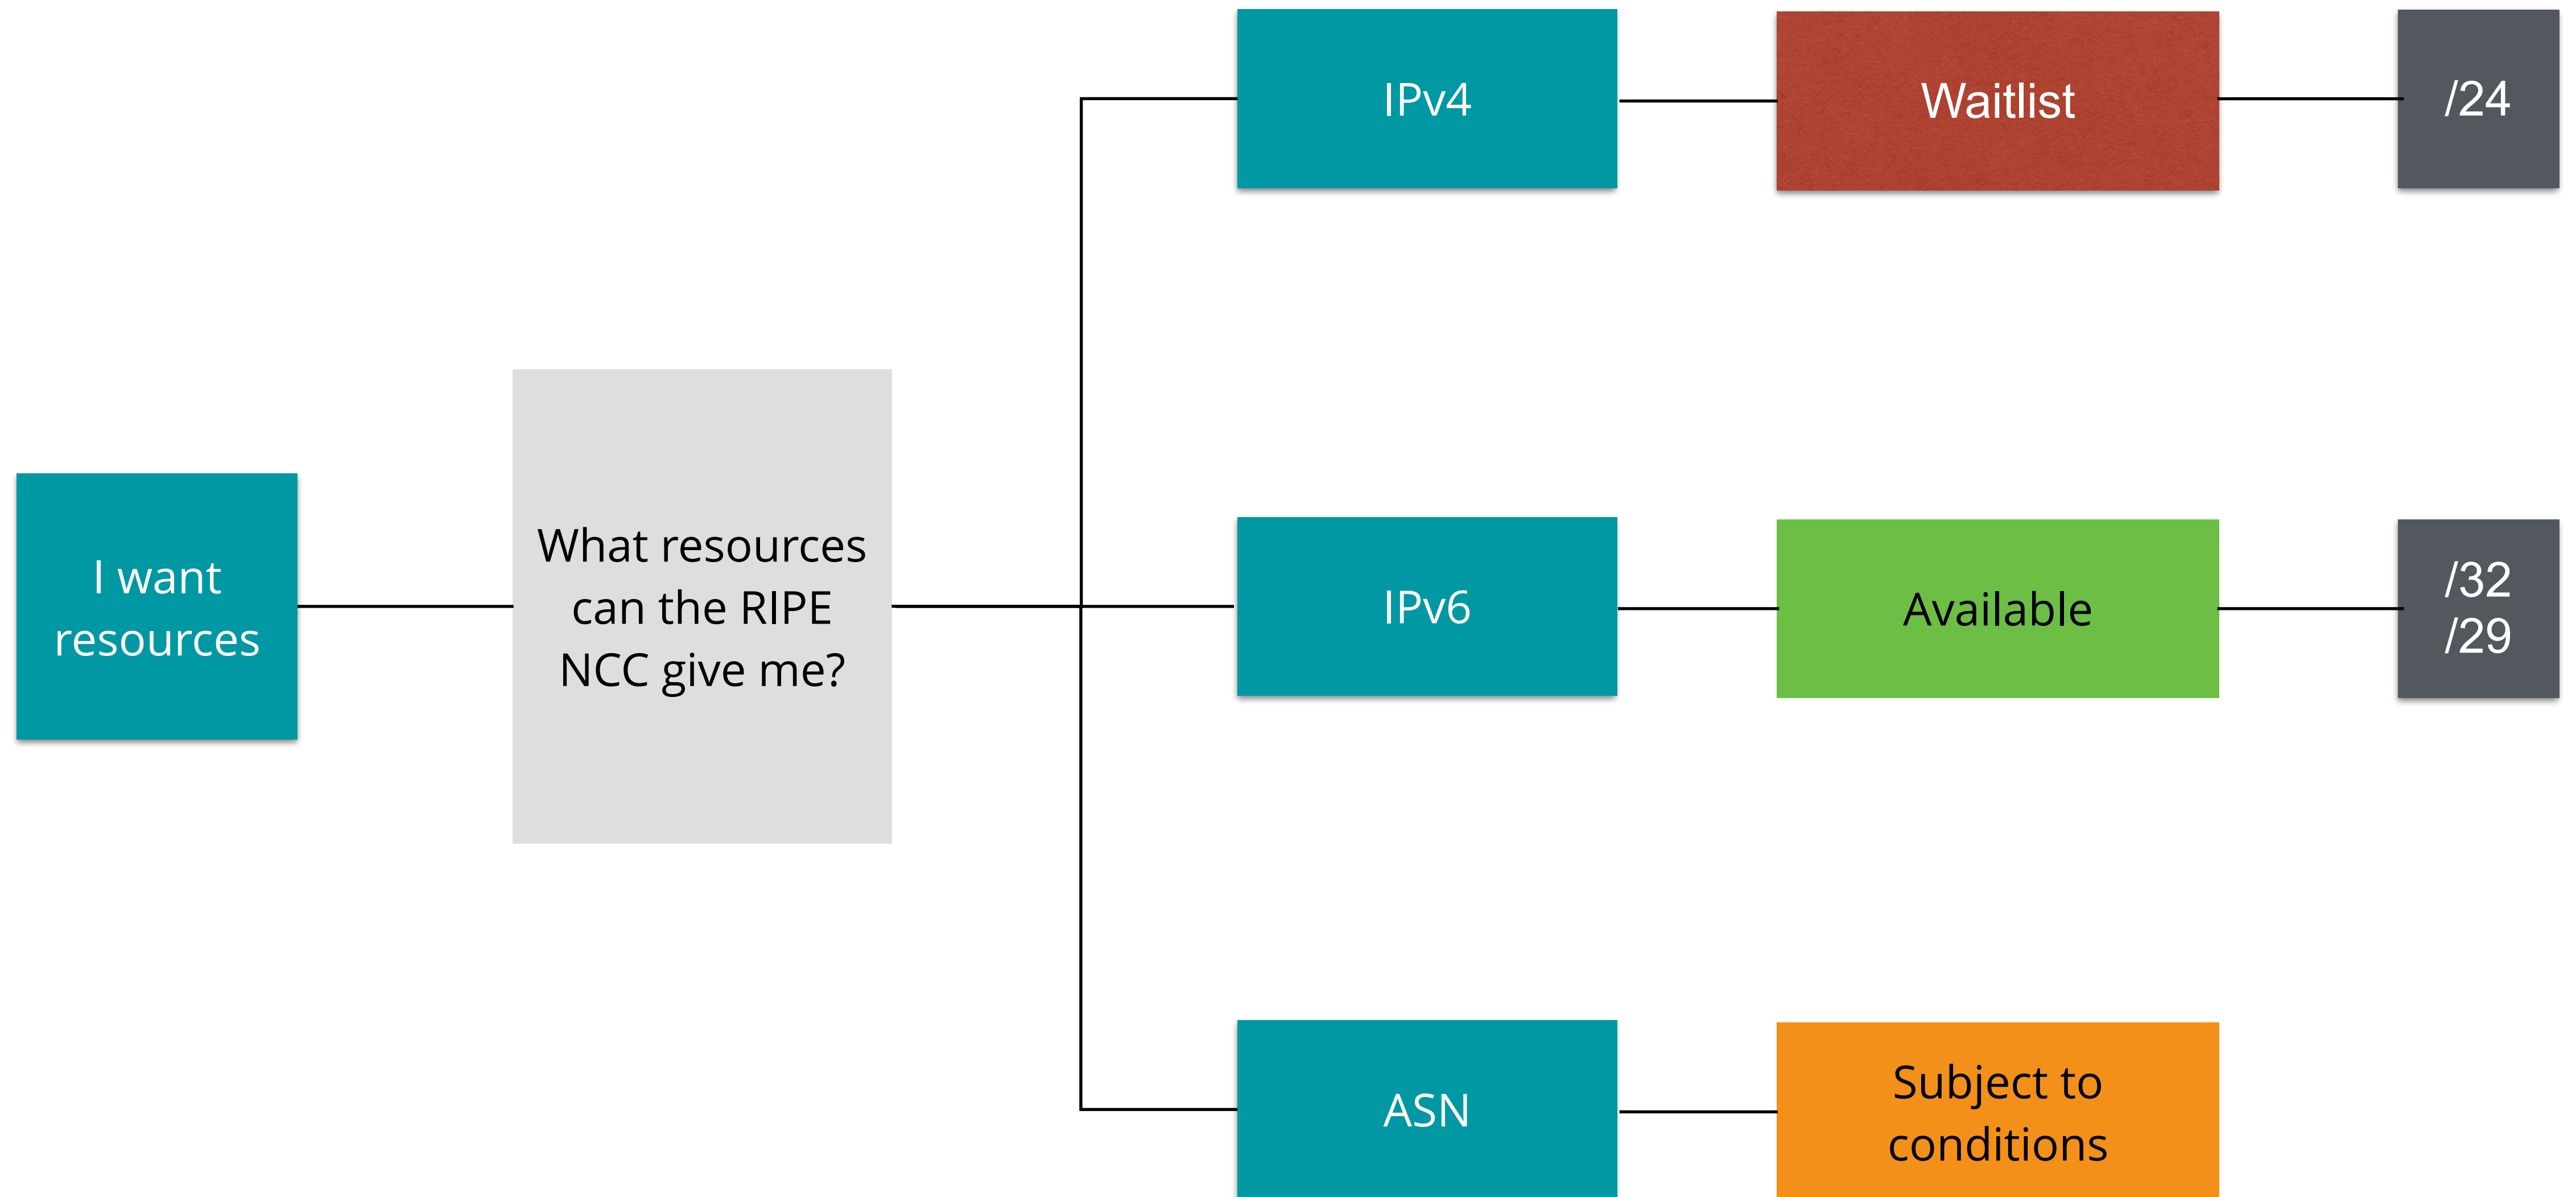 I want
resources
What resources
can the RIPE
NCC give me?
IPv4
Waitlist
/24
IPv6
Available
/32
/29
ASN
Subject to
conditions